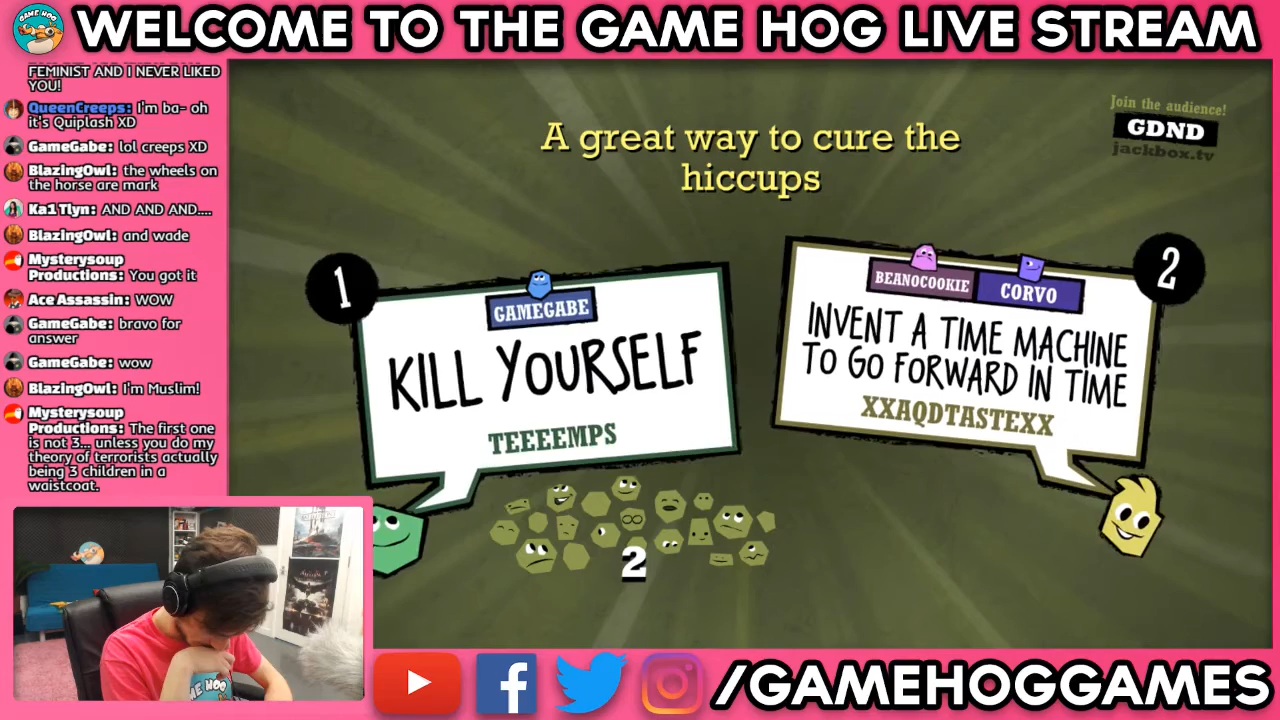 WELCOME TO THE GAME HOG LIVE STREAM
FEMINIST AND I NEVER LIKED
YOU!
QueenCreeps: I'm ba- oh
it's Quiplash XD
GameGabe: lol creeps XD
BlazingOwl: the wheels on
the horse are mark
Ka1Tlyn: AND AND AND....
BlazingOwl: and wade
Mysterysoup
Productions: You got it
Ace Assassin: WOW
GameGabe: bravo for
answer
GameGabe: wow
BlazingOwl: I'm Muslim!
Mysterysoup
Productions: The first one
is not 3... unless you do my
theory of terrorists actually
being 3 children in a
waistcoat.
A great way to cure the
hiccups
Join the audience!
GDND
jackbox.tv
1
GAMEGABE
KILL YOURSELF
TEEEEMPS
2
2
BEANOCOOKIE
CORVO
INVENT A TIME MACHINE
TO GO FORWARD IN TIME
XXAQDTASTEXX
/GAMEHOGGAMES